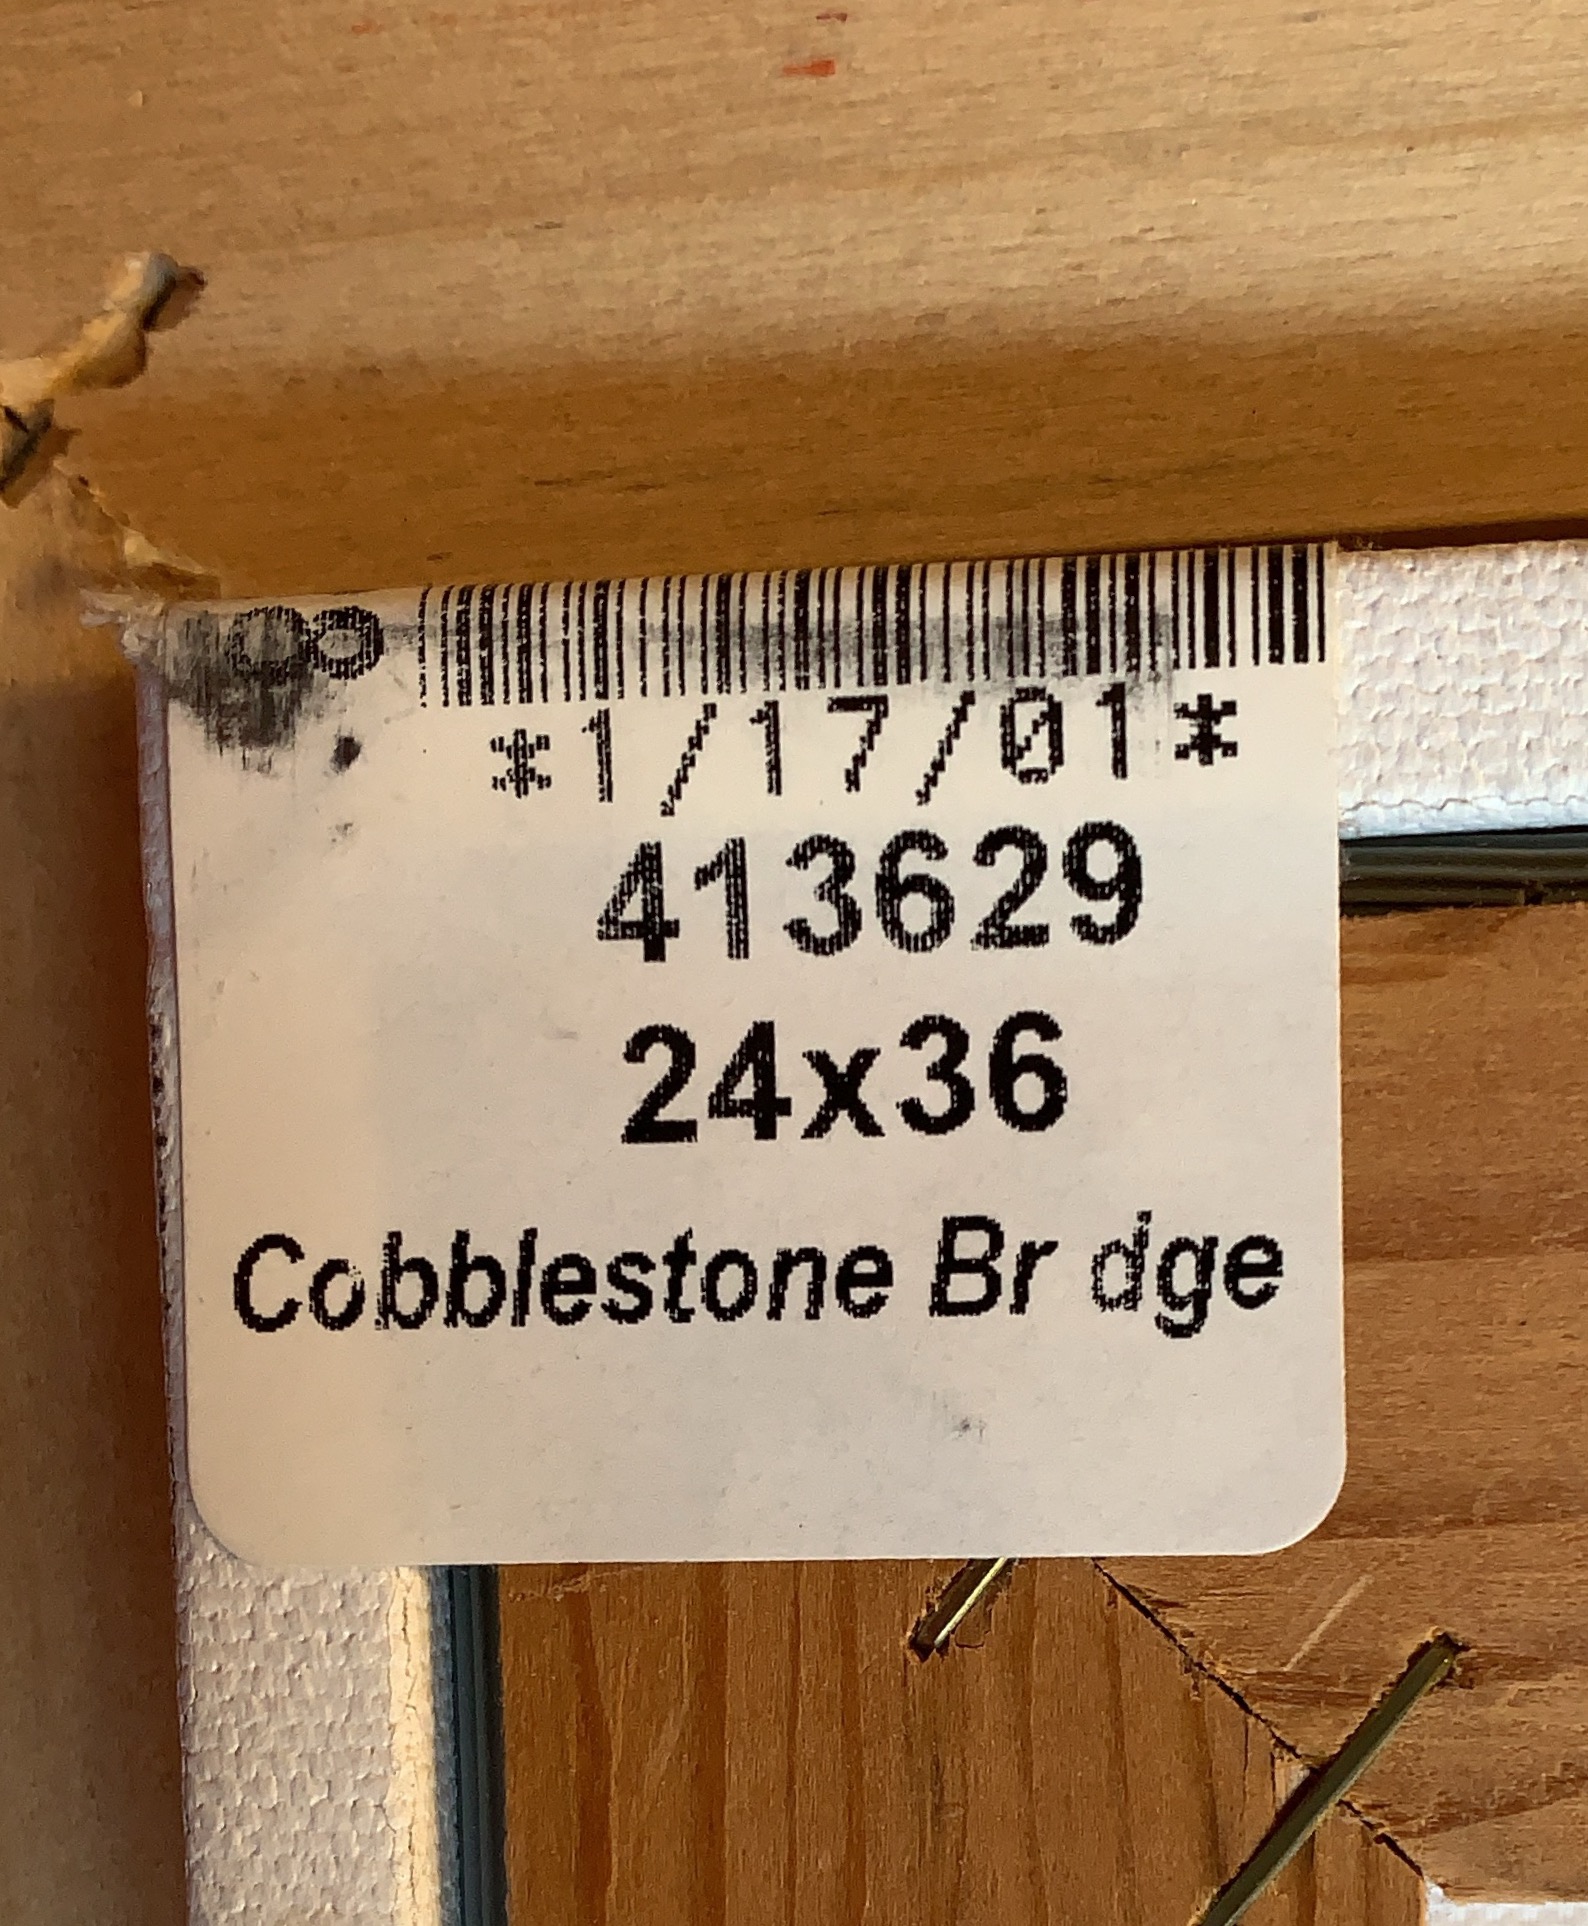 *1/17/01*
413629
24x36
Cobblestone Br dge